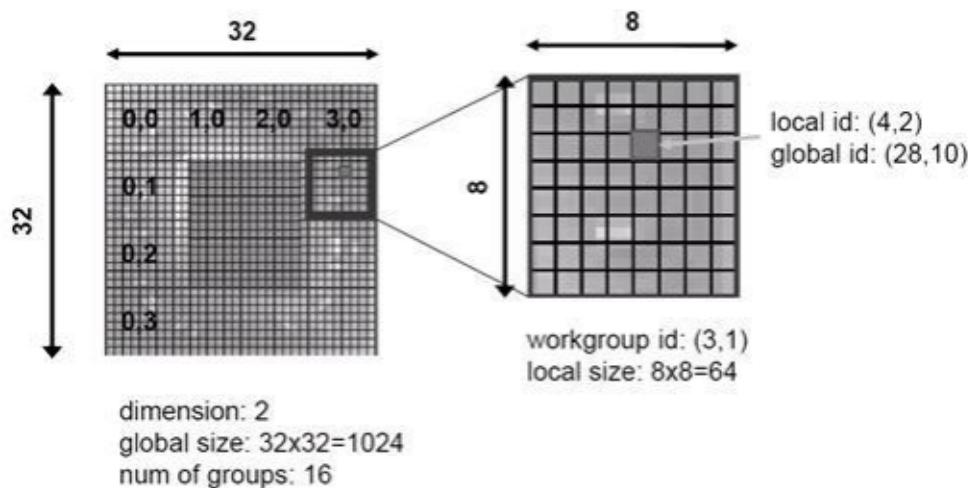 32
8
0,0 1,0 2,0 3,0
0,1
0,2
0,3
32
8
local id: (4,2)
global id: (28,10)
workgroup id: (3,1)
local size: 8x8=64
dimension: 2
global size: 32x32=1024
num of groups: 16